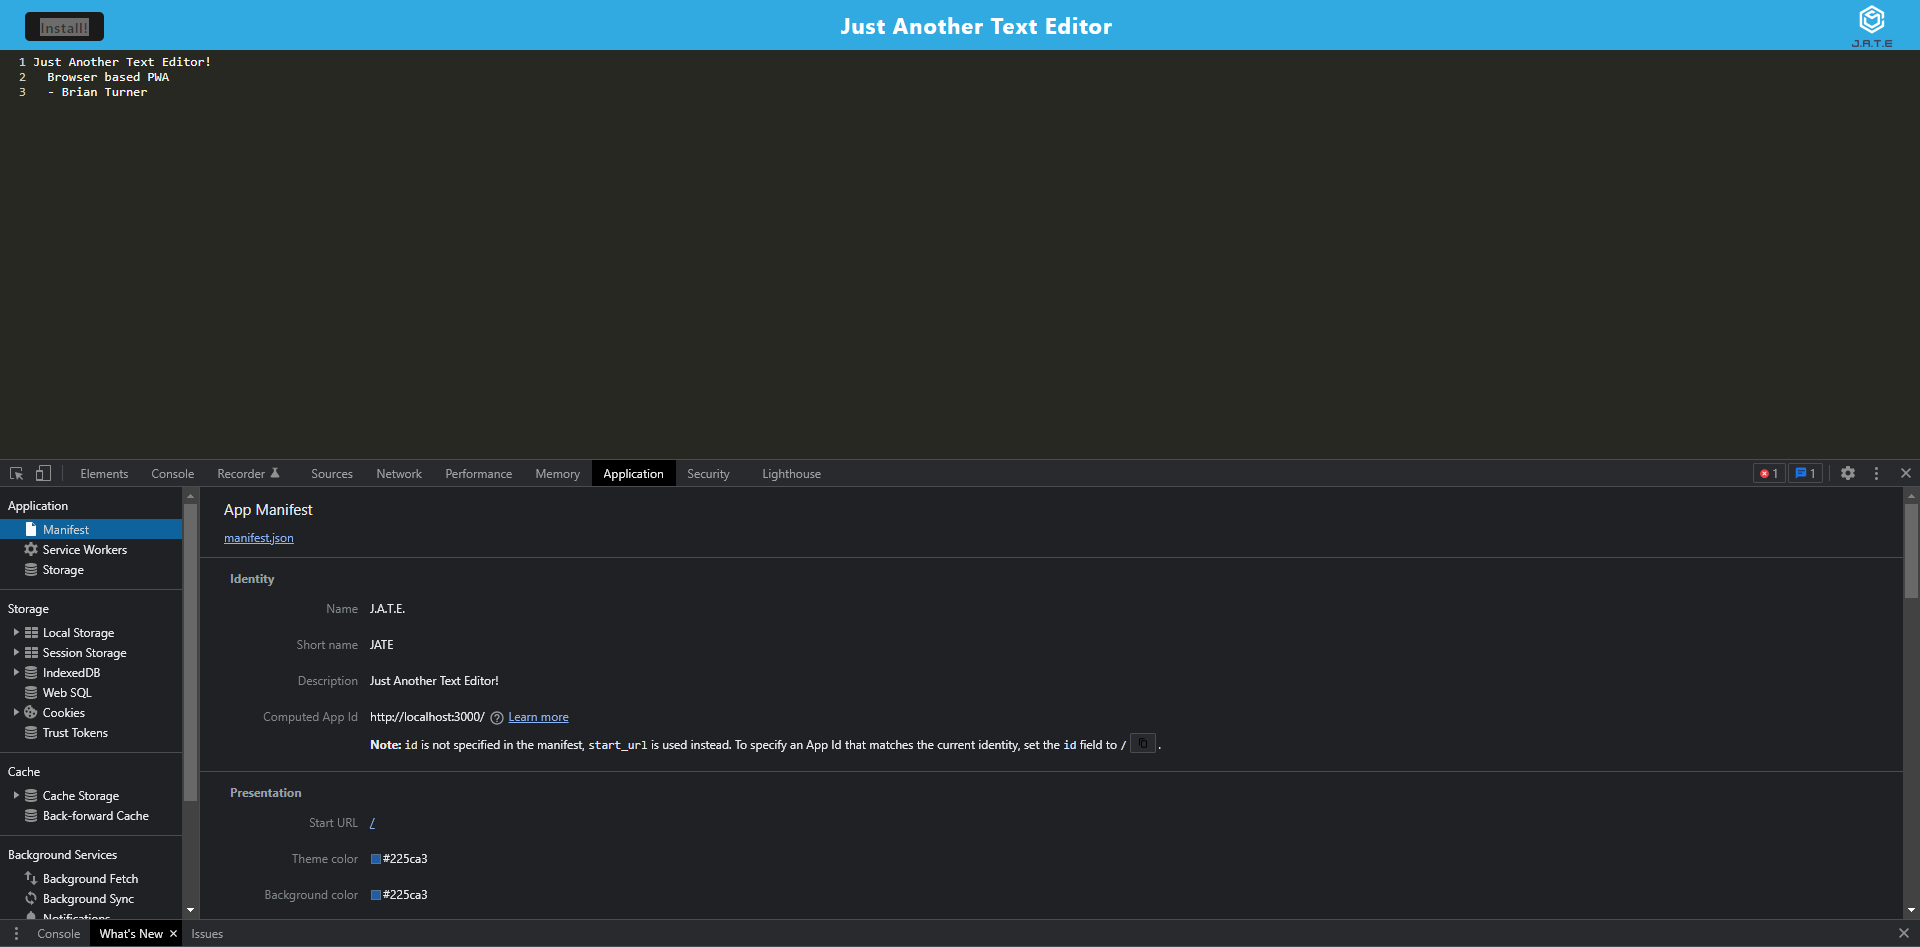 Install!
Just Another Text Editor
J.A.T.E
1 Just Another Text Editor!
2   Browser based PWA
3   - Brian Turner
Elements Console Recorder Sources Network Performance Memory Application Security Lighthouse 1 1
Application
Manifest
Service Workers
Storage
Storage
Local Storage
Session Storage
IndexedDB
Web SQL
Cookies
Trust Tokens
Cache
Cache Storage
Back-forward Cache
Background Services
Background Fetch
Background Sync
Notifications
App Manifest
manifest.json
Identity
Name J.A.T.E.
Short name JATE
Description Just Another Text Editor!
Computed App Id http://localhost:3000/ ? Learn more
Note: id is not specified in the manifest, start_url is used instead. To specify an App Id that matches the current identity, set the id field to / .
Presentation
Start URL /
Theme color #225ca3
Background color #225ca3
Console What's New × Issues